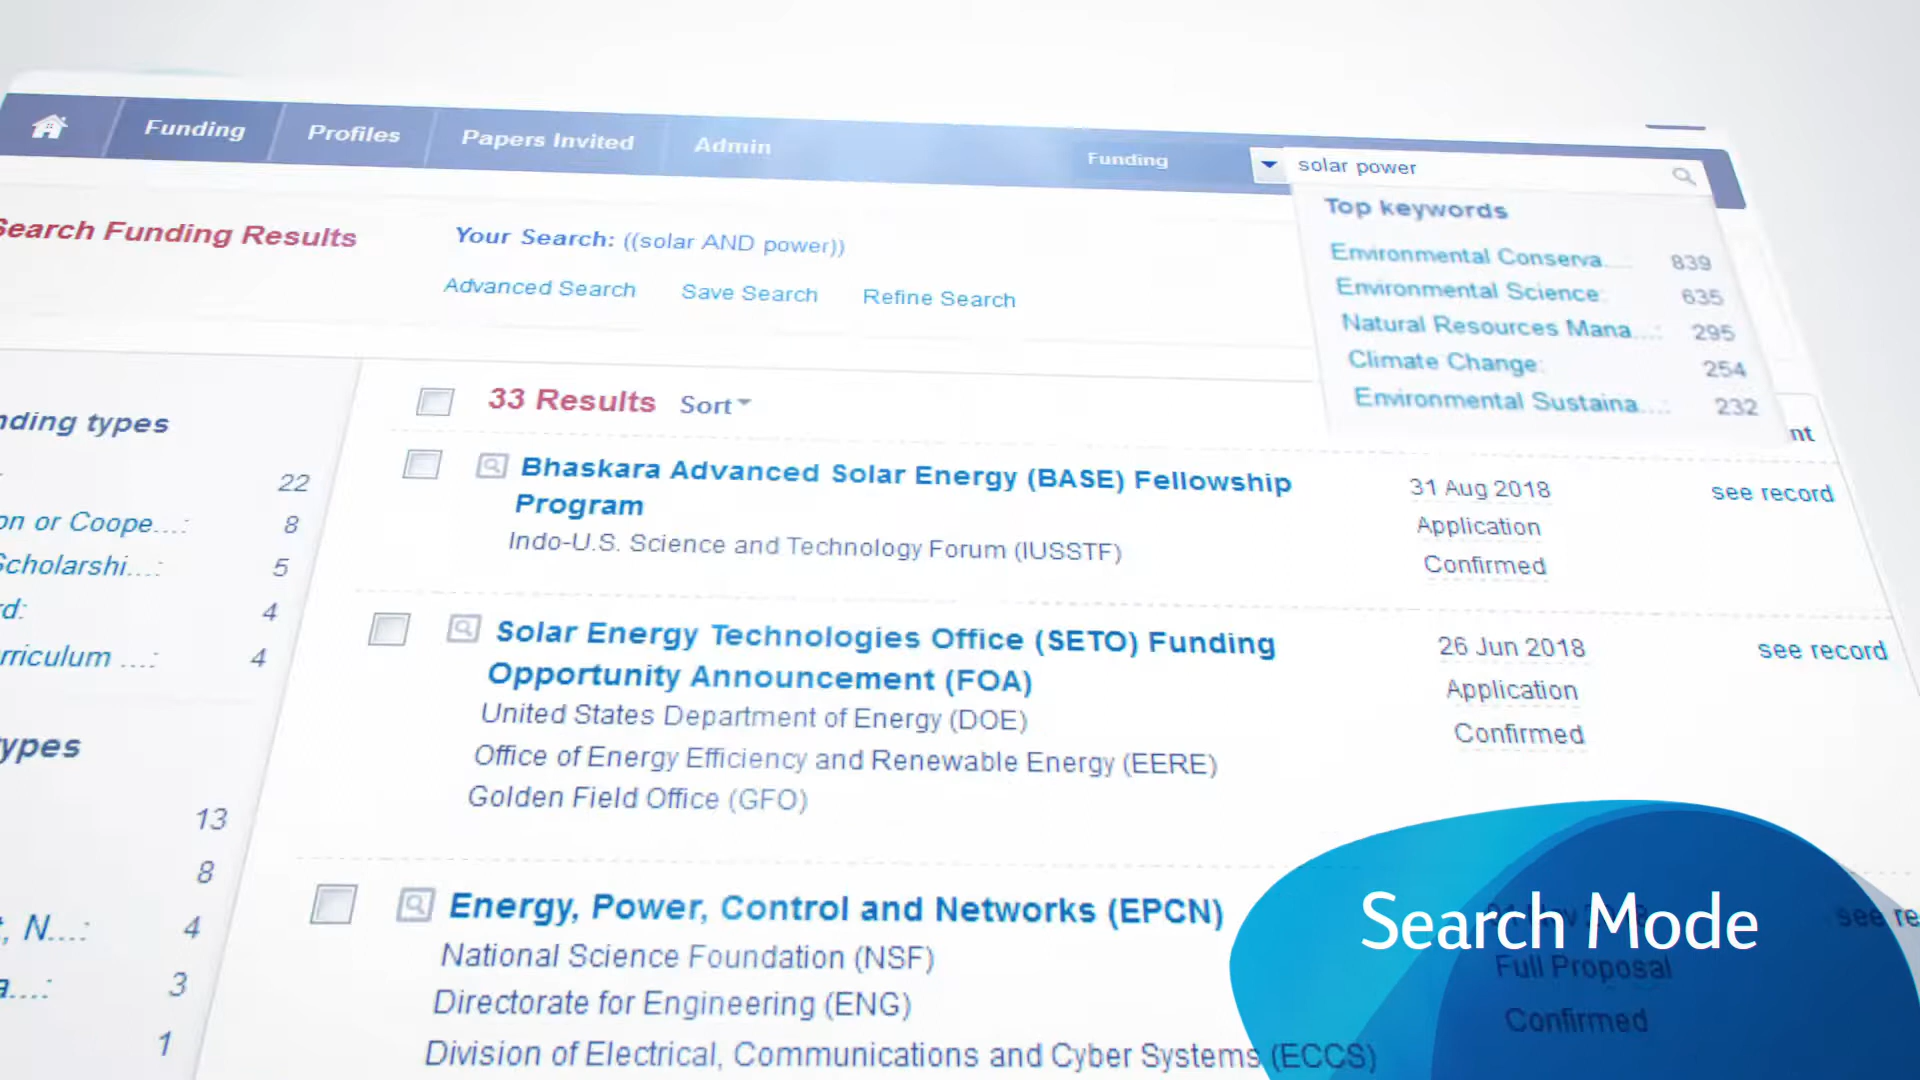 Funding
Profiles
Papers Invited
Admin
Funding
solar power
Top keywords
Environmental Conserva...: 839
Environmental Science: 635
Natural Resources Mana...: 295
Climate Change: 254
Environmental Sustaina...: 232
Search Funding Results
Your Search: ((solar AND power))
Advanced Search
Save Search
Refine Search
nding types
22
on or Coope...: 8
Scholarshi...: 5
rd: 4
rriculum ...: 4
ypes
13
8
t, N...: 4
a...: 3
1
33 Results
Sort
nt
Bhaskara Advanced Solar Energy (BASE) Fellowship
Program
Indo-U.S. Science and Technology Forum (IUSSTF)
31 Aug 2018
Application
Confirmed
see record
Solar Energy Technologies Office (SETO) Funding
Opportunity Announcement (FOA)
United States Department of Energy (DOE)
Office of Energy Efficiency and Renewable Energy (EERE)
Golden Field Office (GFO)
26 Jun 2018
Application
Confirmed
see record
Energy, Power, Control and Networks (EPCN)
National Science Foundation (NSF)
Directorate for Engineering (ENG)
Division of Electrical, Communications and Cyber Systems (ECCS)
see re
Full Proposal
Confirmed
Search Mode